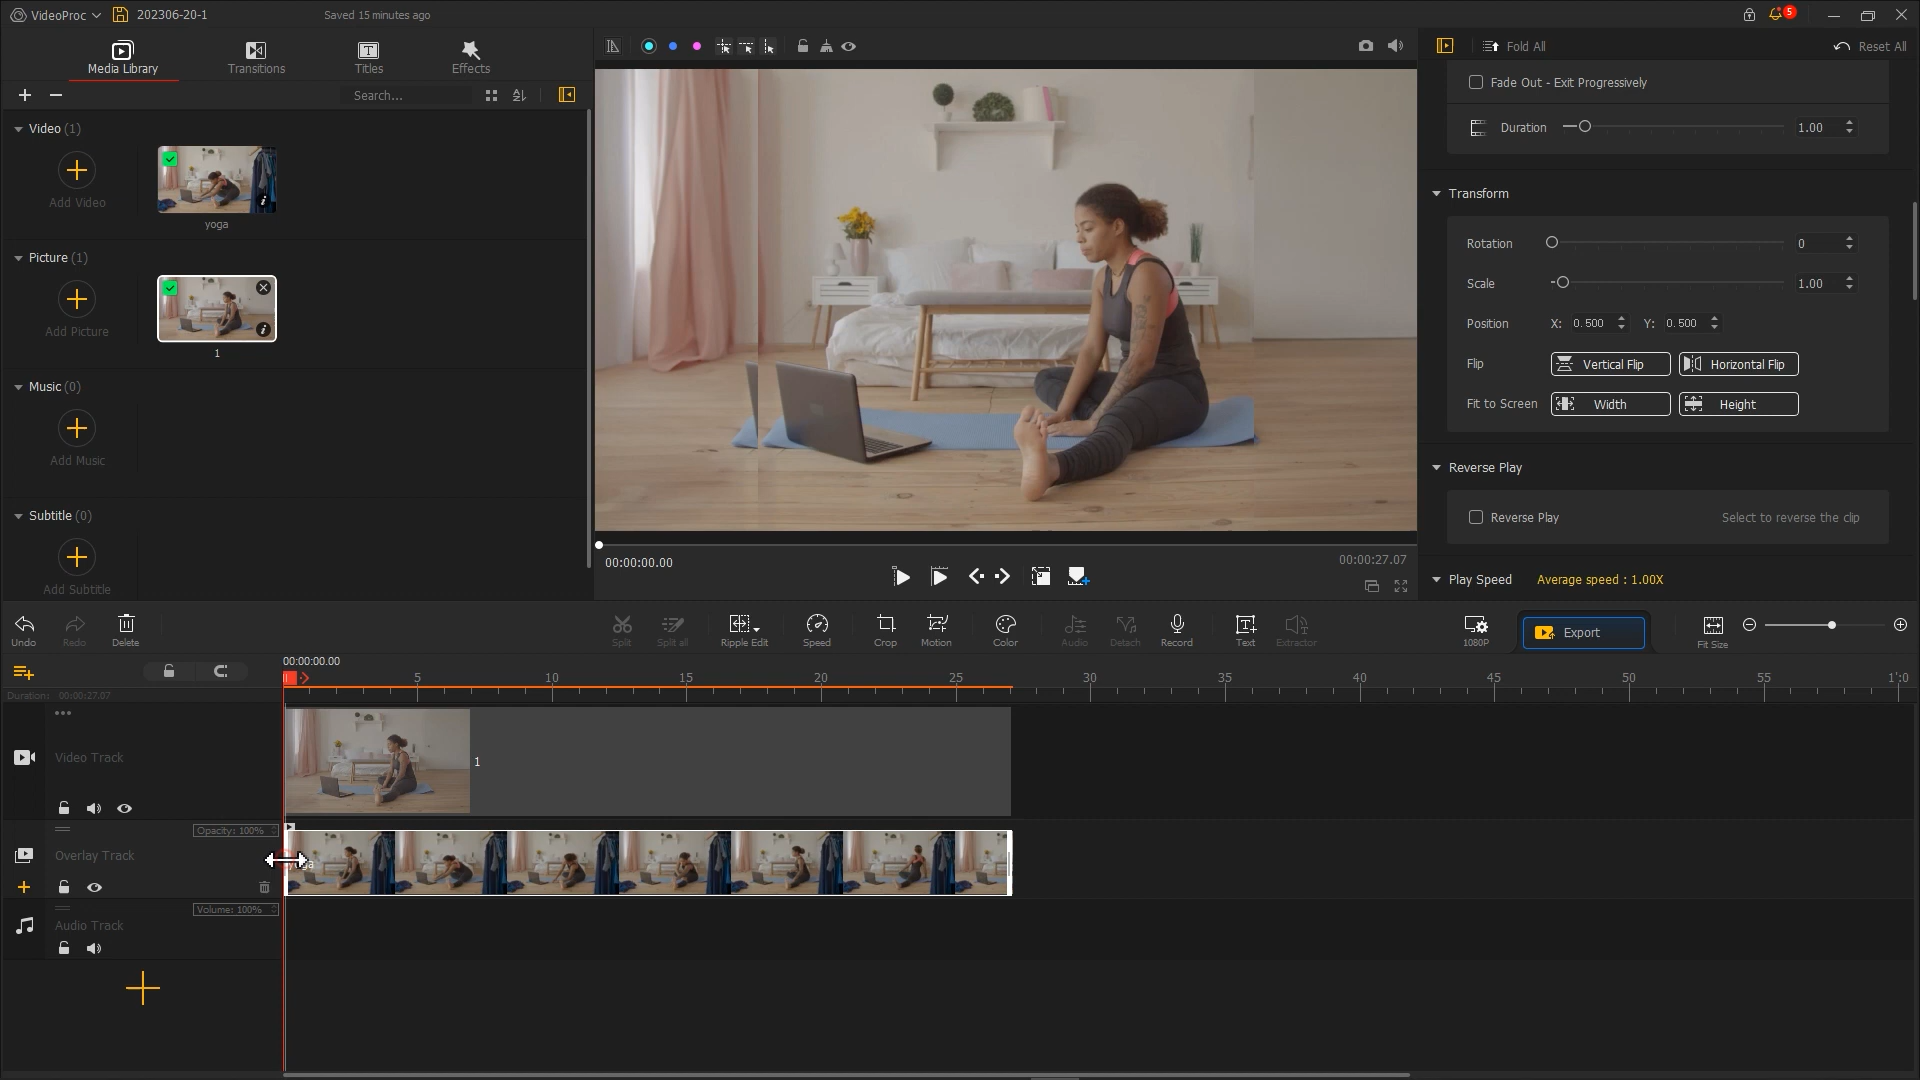 VideoProc
202306-20-1
Saved 15 minutes ago
5
Media Library
Transitions
Titles
Effects
Search...
Fold All
Reset All
Fade Out - Exit Progressively
Duration
1.00
Video (1)
Add Video
yoga
Picture (1)
Add Picture
1
Music (0)
Add Music
Subtitle (0)
Add Subtitle
Transform
Rotation
0
Scale
1.00
Position
X: 0.500
Y: 0.500
Flip
Vertical Flip
Horizontal Flip
Fit to Screen
Width
Height
Reverse Play
Reverse Play
Select to reverse the clip
Play Speed
Average speed : 1.00X
00:00:00.00
00:00:27.07
Undo
Redo
Delete
Split
Split all
Ripple Edit
Speed
Crop
Motion
Color
Audio
Detach
Record
Text
Extractor
1080P
Export
Fit Size
00:00:00.00
5 10 15 20 25 30 35 40 45 50 55 1':0
Duration: 00:00:27.07
Video Track
1
Opacity: 100%
Overlay Track
Volume: 100%
Audio Track